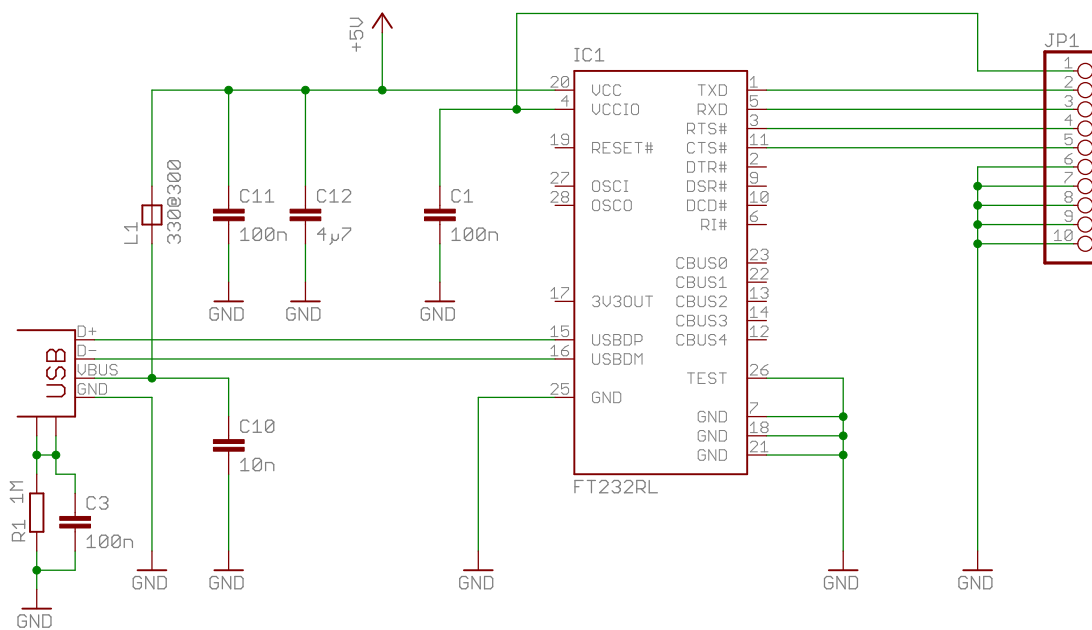 +5V
IC1
JP1
20 VCC TXD 1
4 VCCIO RXD 5
RTS# 3
19 RESET# CTS# 11
DTR# 2
27 OSCI DSR# 9
28 OSCO DCD# 10
RI# 6
CBUS0 23
CBUS1 22
17 3V3OUT CBUS2 13
CBUS3 14
15 USBDP CBUS4 12
16 USBDM
TEST 26
25 GND
GND 7
GND 18
GND 21
FT232RL
1
2
3
4
5
6
7
8
9
10
L1
330@300
C11
100n
GND
C12
4µ7
GND
C1
100n
GND
USB
D+
D-
VBUS
GND
C10
10n
R1
1M
C3
100n
GND
GND
GND
GND
GND
GND